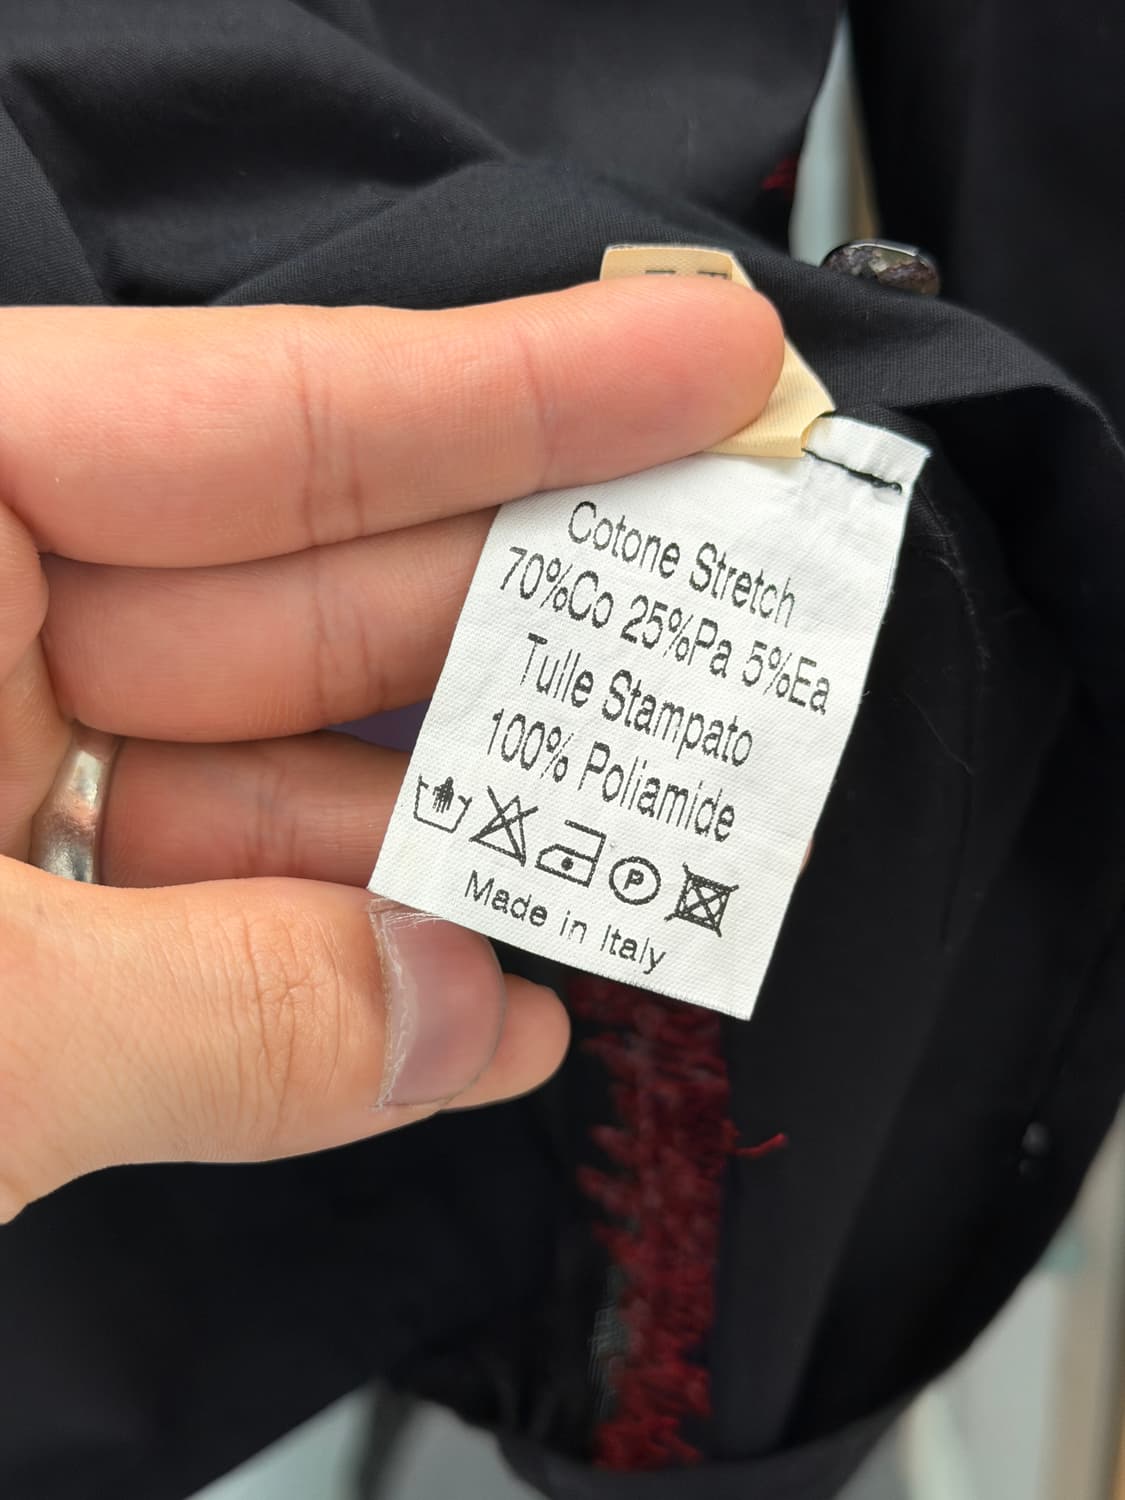 Cotone Stretch
70%Co 25%Pa 5%Ea
Tulle Stampato
100% Poliamide
P
Made in Italy